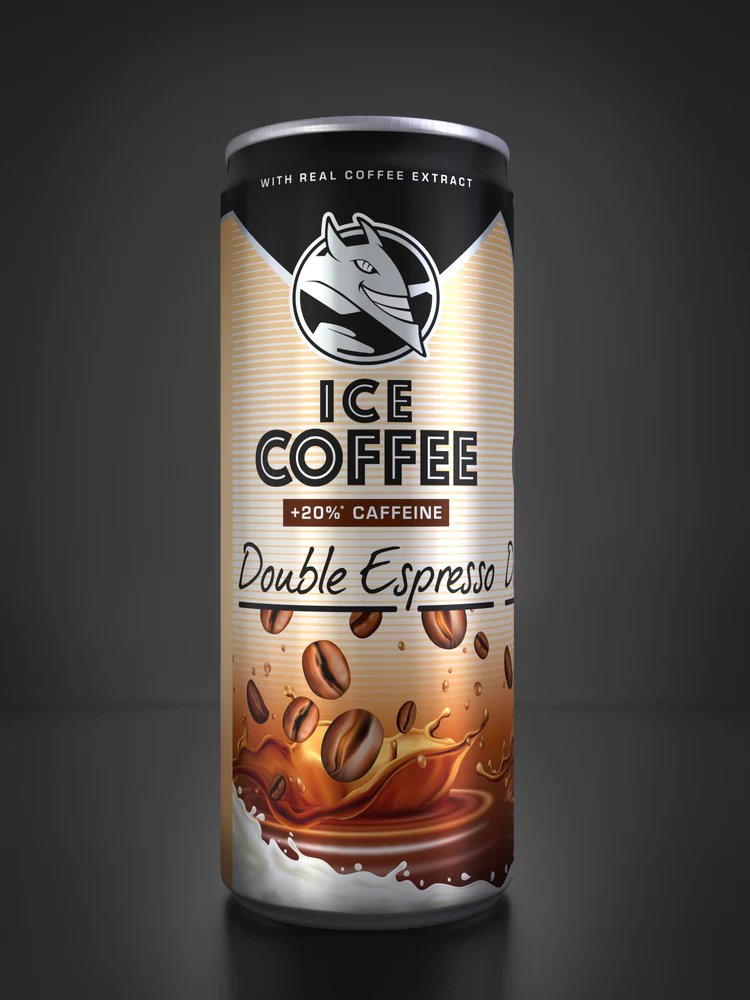 WITH REAL COFFEE EXTRACT
ICE
COFFEE
+20%* CAFFEINE
Double Espresso D